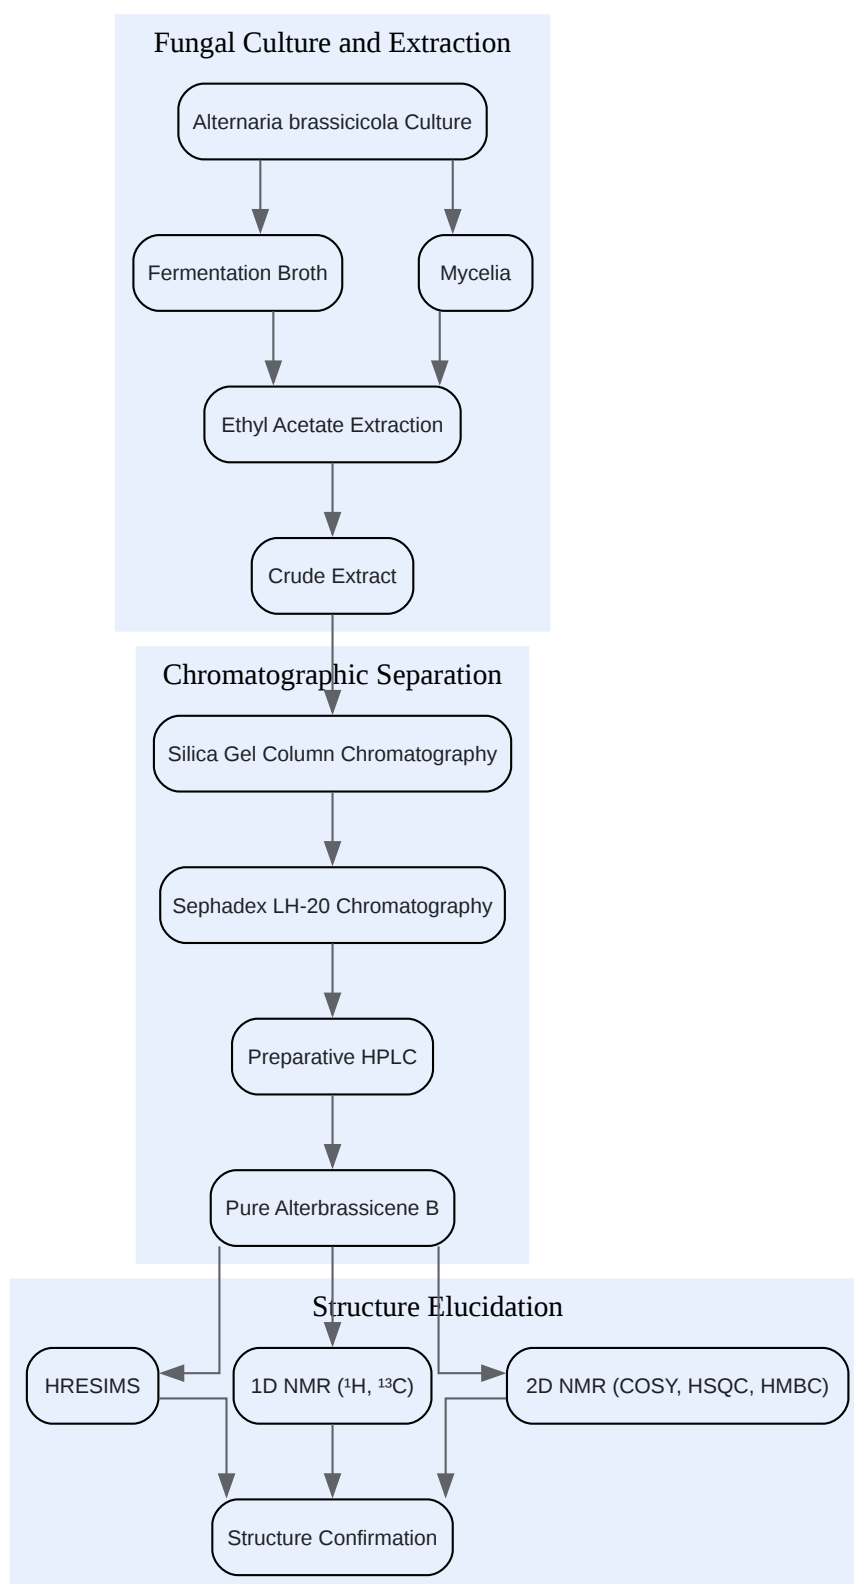 Fungal Culture and Extraction
Alternaria brassicicola Culture
Fermentation Broth
Mycelia
Ethyl Acetate Extraction
Crude Extract
Chromatographic Separation
Silica Gel Column Chromatography
Sephadex LH-20 Chromatography
Preparative HPLC
Pure Alterbrassicene B
Structure Elucidation
HRESIMS
1D NMR (¹H, ¹³C)
2D NMR (COSY, HSQC, HMBC)
Structure Confirmation